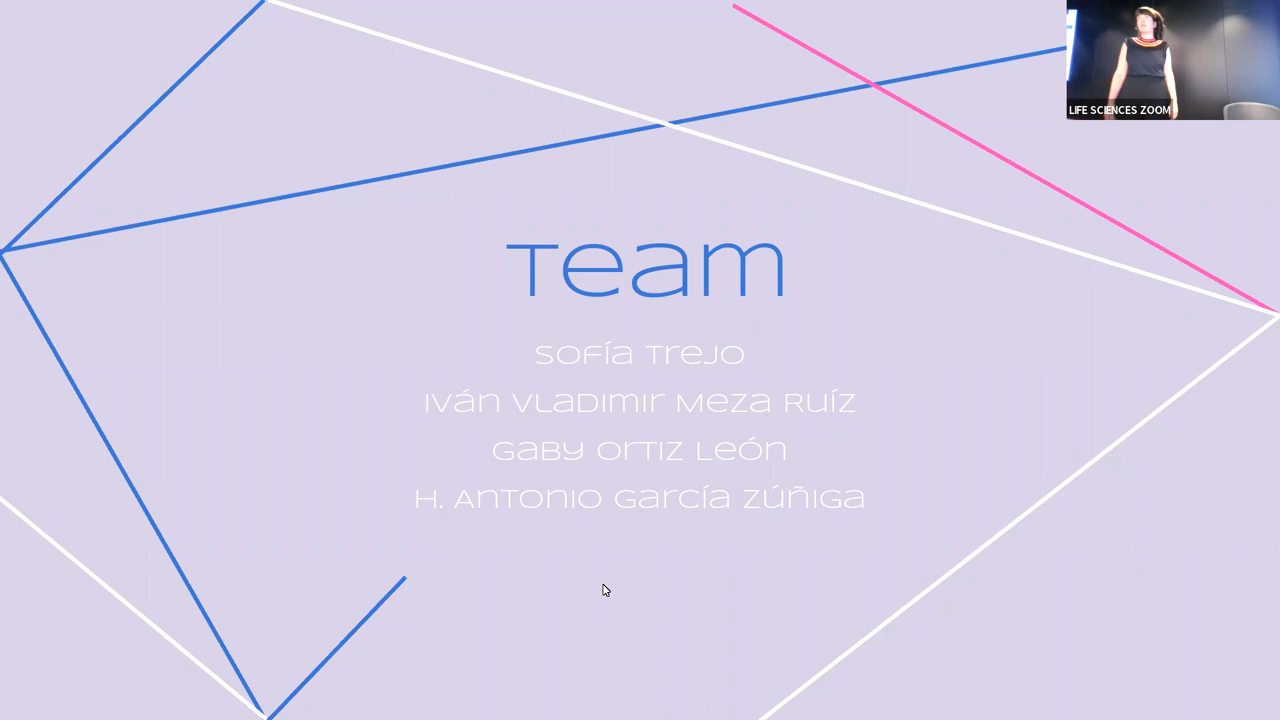 LIFE SCIENCES ZOOM
Team
Sofía Trejo
Iván Vladimir Meza Ruíz
Gaby Ortiz León
H. Antonio García Zúñiga